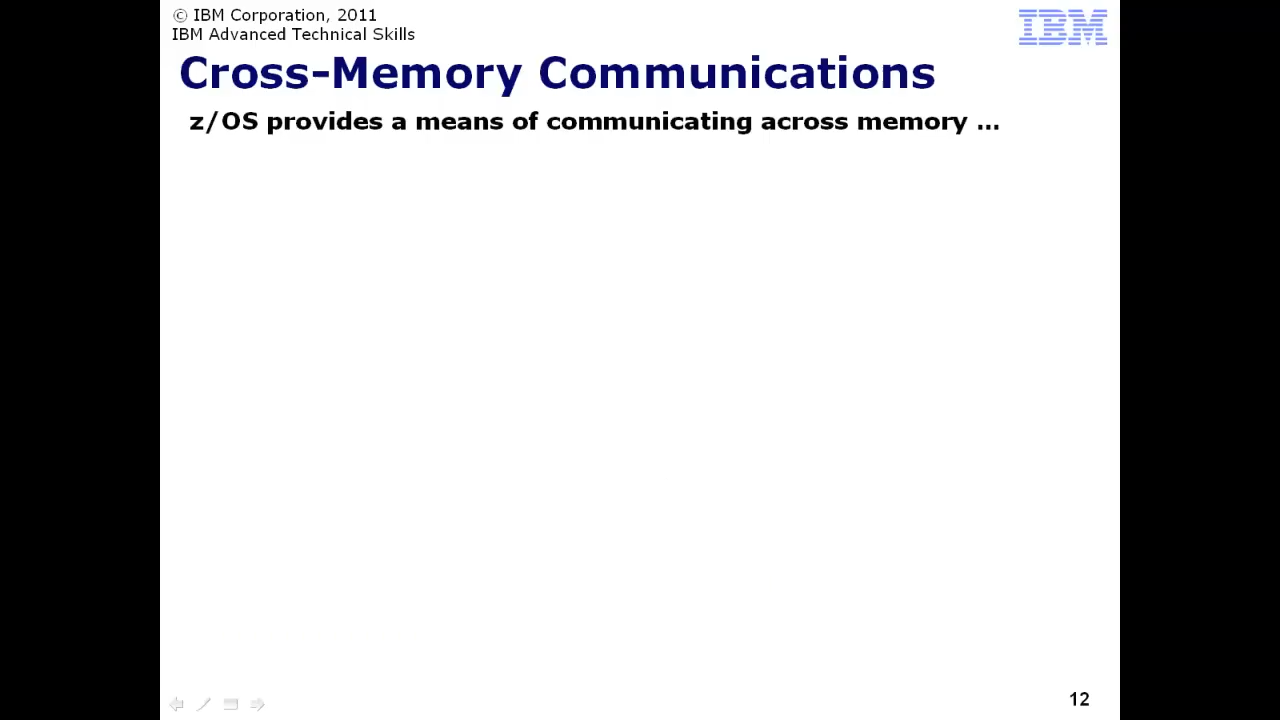 © IBM Corporation, 2011
IBM Advanced Technical Skills
IBM
Cross-Memory Communications
z/OS provides a means of communicating across memory ...
12